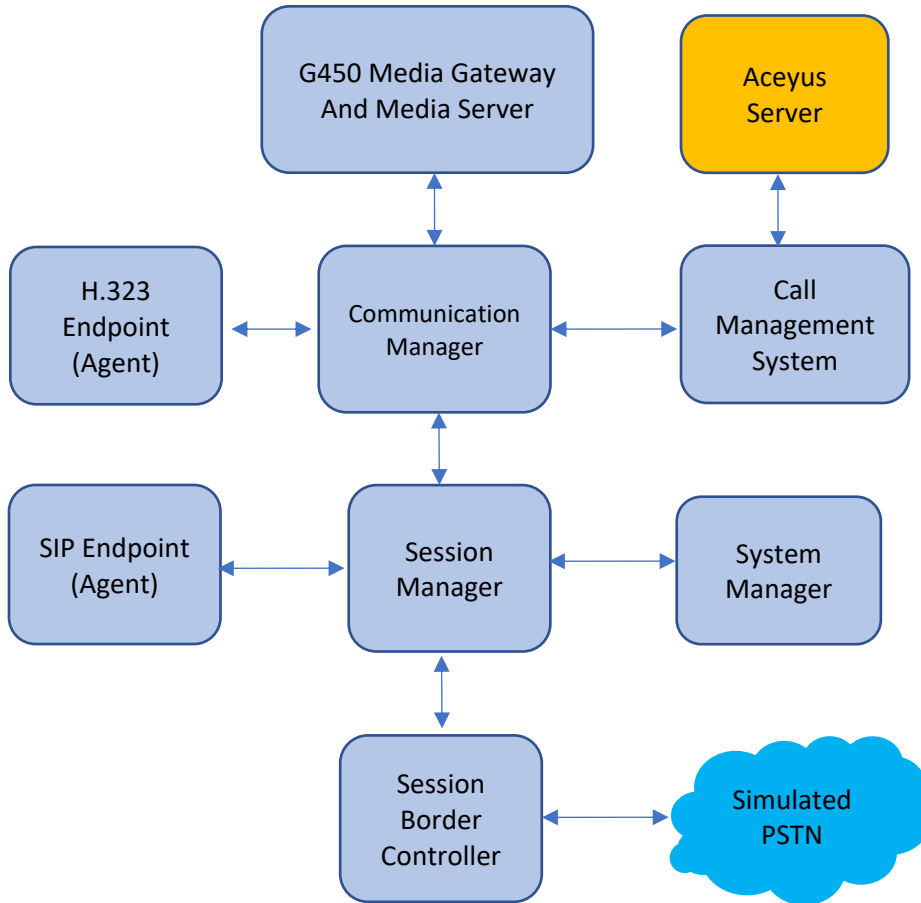 G450 Media Gateway
And Media Server
Aceyus
Server
H.323
Endpoint
(Agent)
Communication
Manager
Call
Management
System
SIP Endpoint
(Agent)
Session
Manager
System
Manager
Session
Border
Controller
Simulated
PSTN